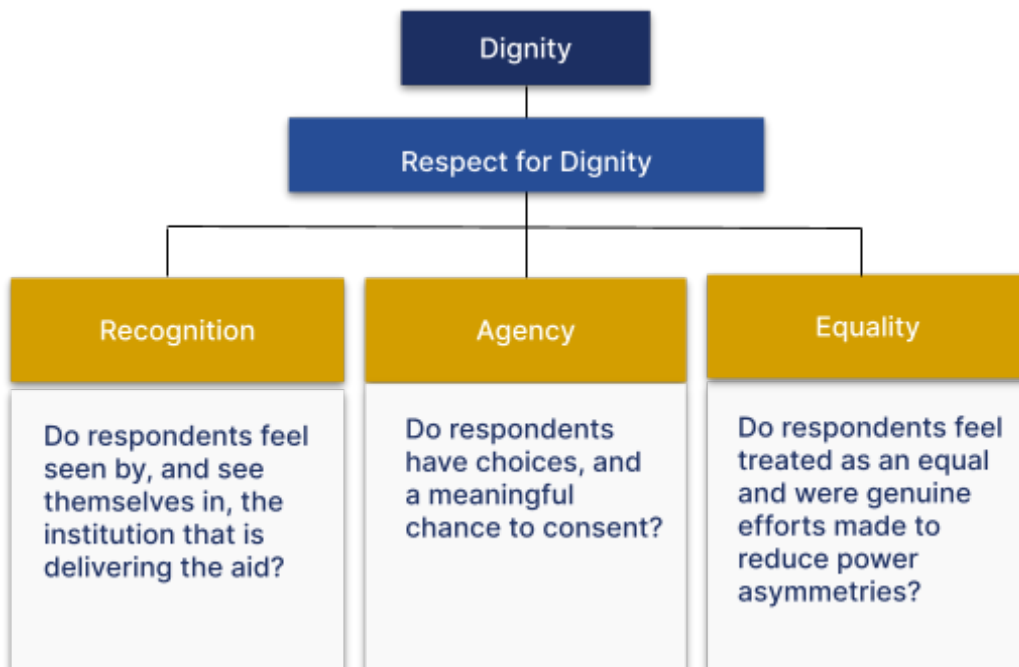 Dignity
Respect for Dignity
Recognition
Do respondents feel
seen by, and see
themselves in, the
institution that is
delivering the aid?
Agency
Do respondents
have choices, and
a meaningful
chance to consent?
Equality
Do respondents feel
treated as an equal
and were genuine
efforts made to
reduce power
asymmetries?